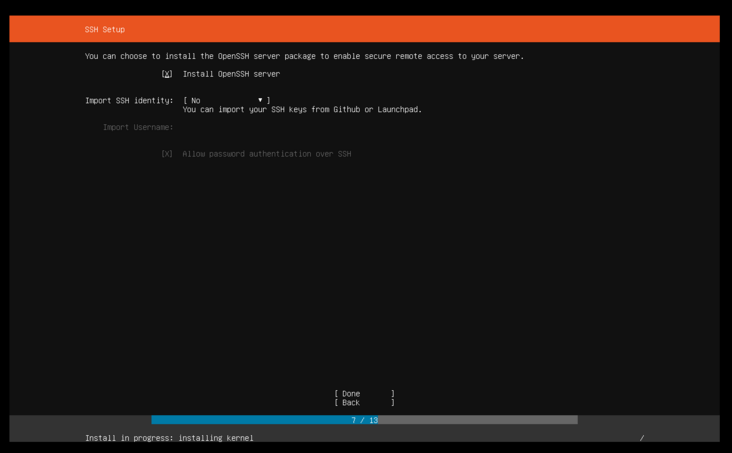 SSH Setup
You can choose to install the OpenSSH server package to enable secure remote access to your server.
[X] Install OpenSSH server
Import SSH identity: [ No ▼ ]
You can import your SSH keys from Github or Launchpad.
Import Username:
[X] Allow password authentication over SSH
[ Done ]
[ Back ]
7 / 13
Install in progress: installing kernel /